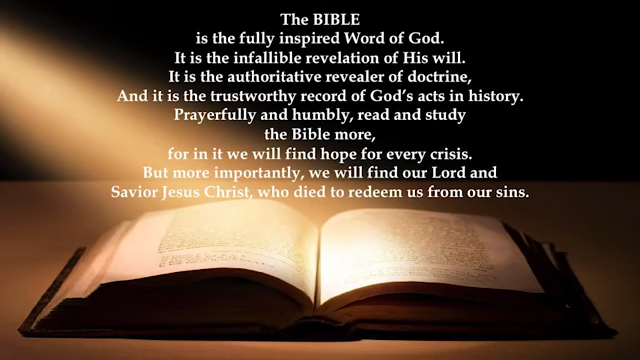 The BIBLE
is the fully inspired Word of God.
It is the infallible revelation of His will.
It is the authoritative revealer of doctrine,
And it is the trustworthy record of God's acts in history.
Prayerfully and humbly, read and study
the Bible more,
for in it we will find hope for every crisis.
But more importantly, we will find our Lord and
Savior Jesus Christ, who died to redeem us from our sins.